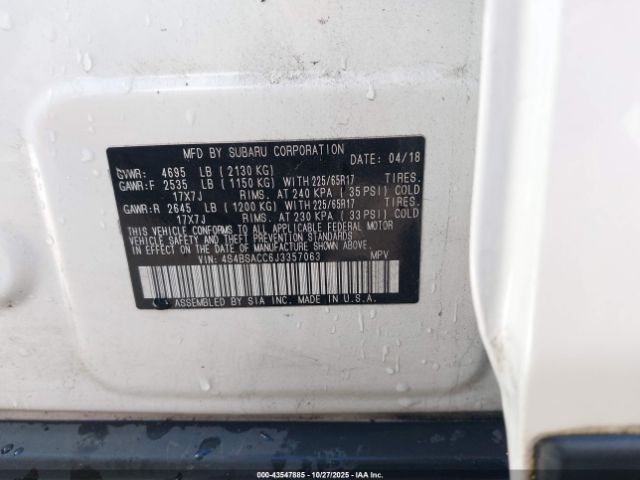 MFD BY SUBARU CORPORATION DATE: 04/18
GVWR: 4695 LB ( 2130 KG)
GAWR:F 2535 LB ( 1150 KG) WITH 225/65R17 TIRES.
17X7J RIMS. AT 240 KPA ( 35 PSI) COLD
GAWR:R 2645 LB ( 1200 KG) WITH 225/65R17 TIRES.
17X7J RIMS. AT 230 KPA ( 33 PSI) COLD
THIS VEHICLE CONFORMS TO ALL APPLICABLE FEDERAL MOTOR
VEHICLE SAFETY, BUMPER, AND THEFT PREVENTION STANDARDS
IN EFFECT ON THE DATE OF MANUFACTURE SHOWN ABOVE.
VIN: 4S4BSACC6J3357063 MPV
ASSEMBLED BY SIA INC. MADE IN U.S.A.
000-43547885 - 10/27/2025 - IAAI.com